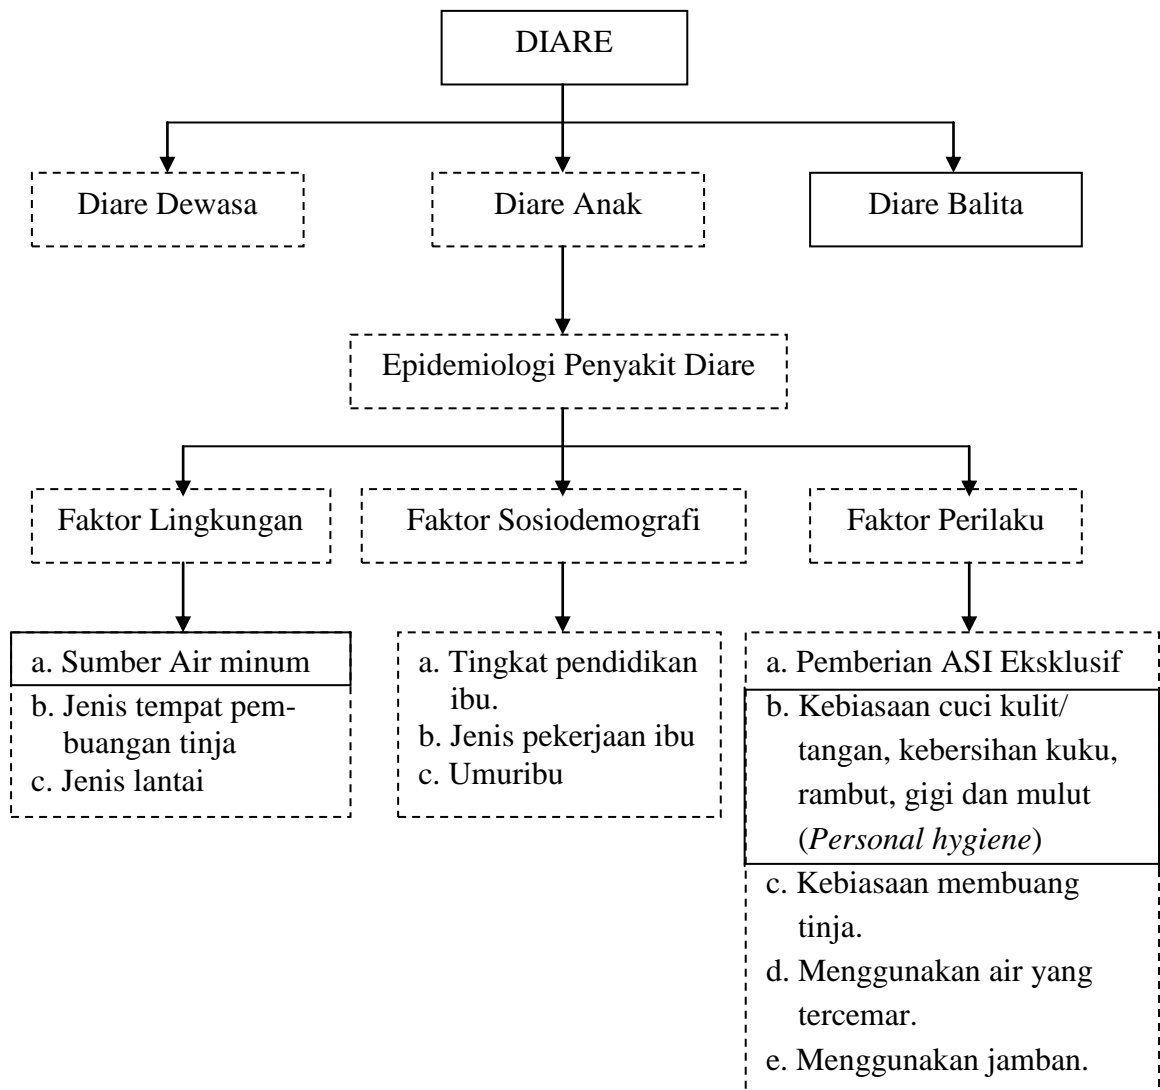 DIARE
Diare Dewasa
Diare Anak
Diare Balita
Epidemiologi Penyakit Diare
Faktor Lingkungan
Faktor Sosiodemografi
Faktor Perilaku
a. Sumber Air minum
b. Jenis tempat pem-
buangan tinja
c. Jenis lantai
a. Tingkat pendidikan
ibu.
b. Jenis pekerjaan ibu
c. Umuribu
a. Pemberian ASI Eksklusif
b. Kebiasaan cuci kulit/
tangan, kebersihan kuku,
rambut, gigi dan mulut
(Personal hygiene)
c. Kebiasaan membuang
tinja.
d. Menggunakan air yang
tercemar.
e. Menggunakan jamban.